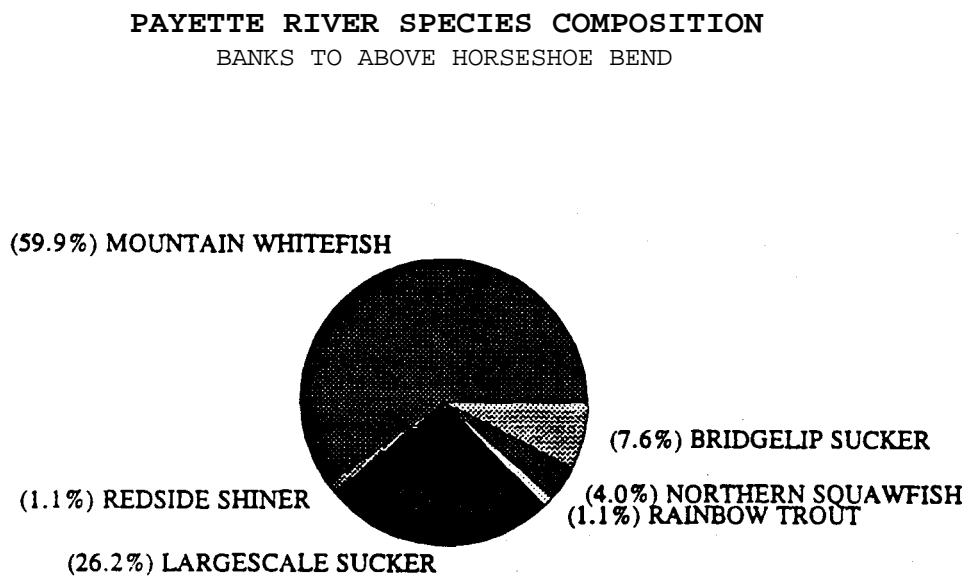 PAYETTE RIVER SPECIES COMPOSITION
BANKS TO ABOVE HORSESHOE BEND
(59.9%) MOUNTAIN WHITEFISH
(7.6%) BRIDGELIP SUCKER
(4.0%) NORTHERN SQUAWFISH
(1.1%) RAINBOW TROUT
(1.1%) REDSIDE SHINER
(26.2%) LARGESCALE SUCKER